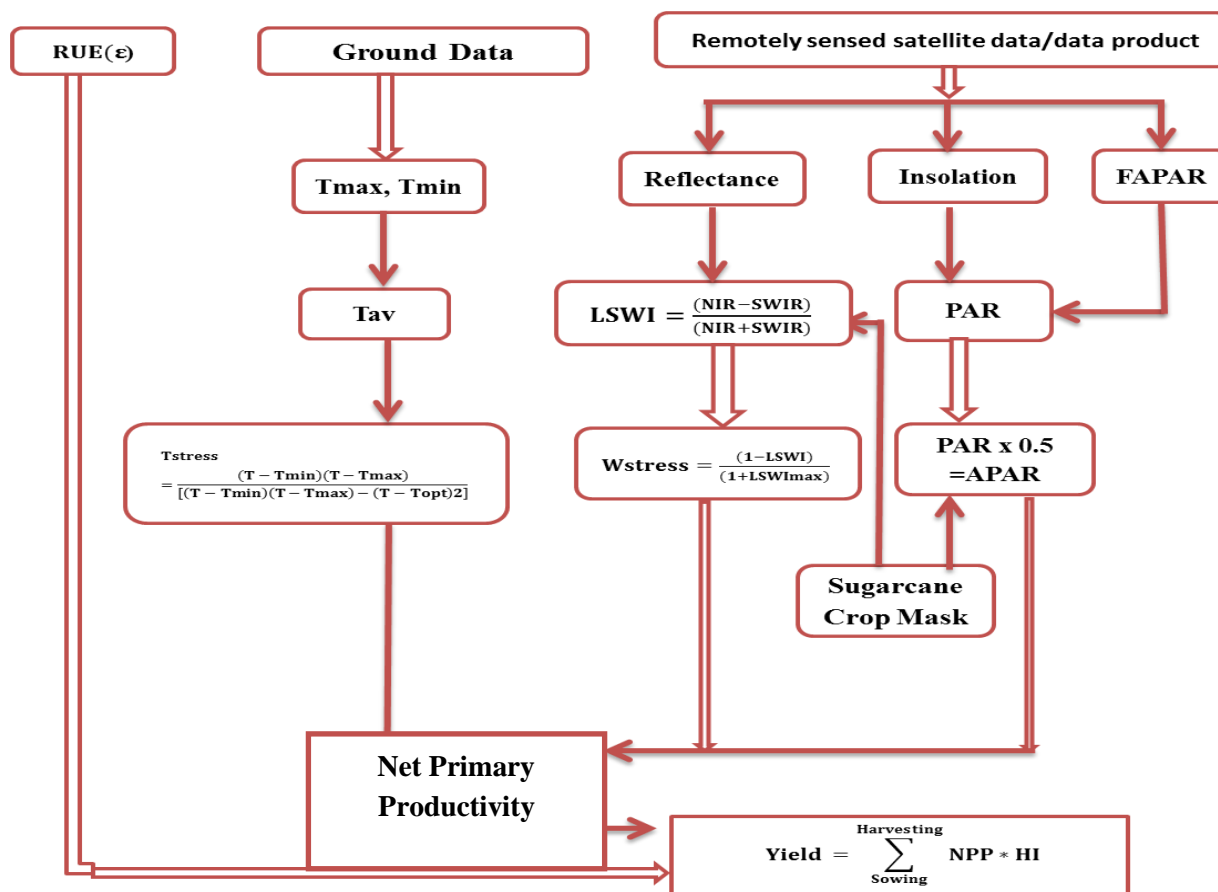 RUE(ε)
Ground Data
Remotely sensed satellite data/data product
Tmax, Tmin
Reflectance
Insolation
FAPAR
Tav
LSWI = (NIR−SWIR) / (NIR+SWIR)
PAR
Tstress
= (T − Tmin)(T − Tmax) / [(T − Tmin)(T − Tmax) − (T − Topt)2]
Wstress = (1−LSWI) / (1+LSWImax)
PAR x 0.5
=APAR
Sugarcane
Crop Mask
Net Primary
Productivity
Harvesting
Yield = ∑ NPP ∗ HI
Sowing